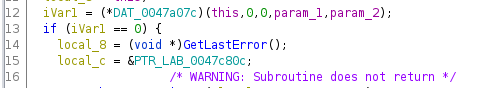 12 iVar1 = (*DAT_0047a07c)(this,0,0,param_1,param_2);
13 if (iVar1 == 0) {
14 local_8 = (void *)GetLastError();
15 local_c = &PTR_LAB_0047c80c;
16 /* WARNING: Subroutine does not return */